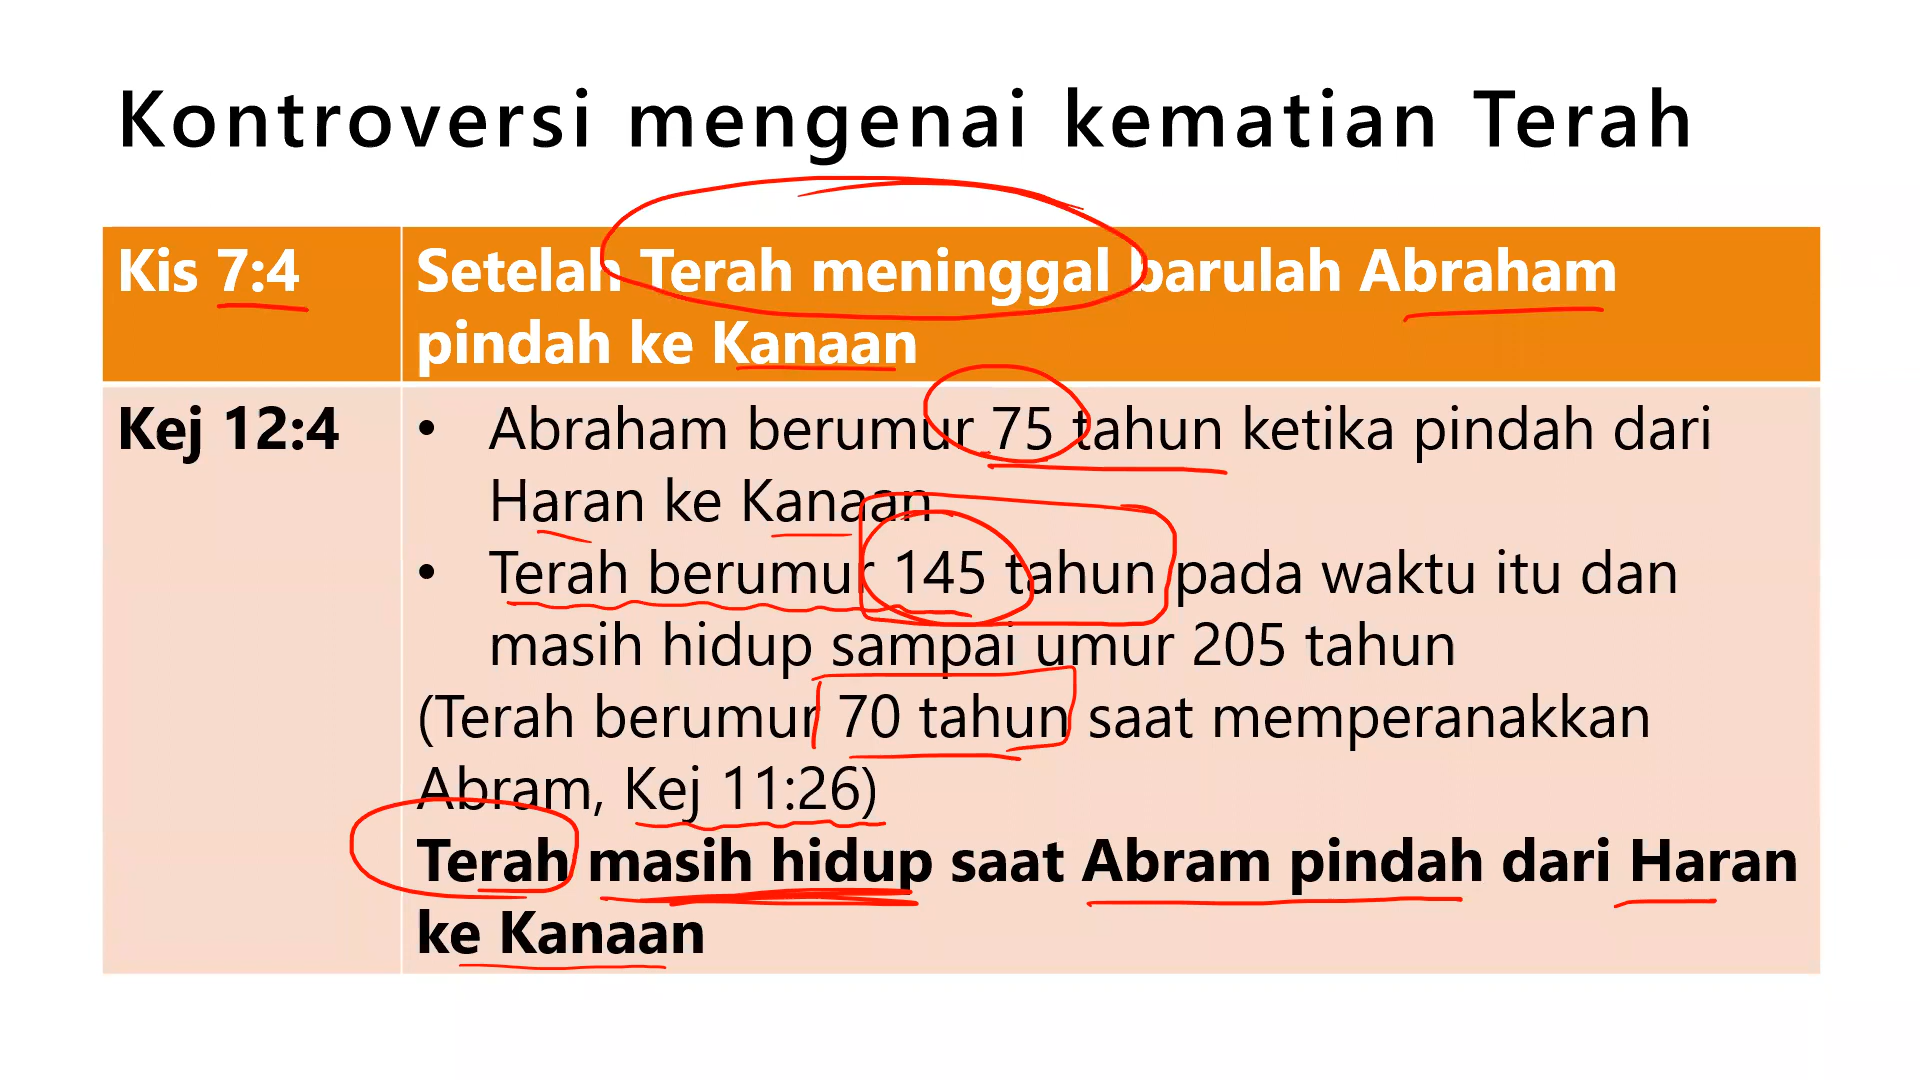 Kontroversi mengenai kematian Terah
Kis 7:4
Setelah Terah meninggal barulah Abraham
pindah ke Kanaan
Kej 12:4
• Abraham berumur 75 tahun ketika pindah dari
Haran ke Kanaan
• Terah berumur 145 tahun pada waktu itu dan
masih hidup sampai umur 205 tahun
(Terah berumur 70 tahun saat memperanakkan
Abram, Kej 11:26)
Terah masih hidup saat Abram pindah dari Haran
ke Kanaan